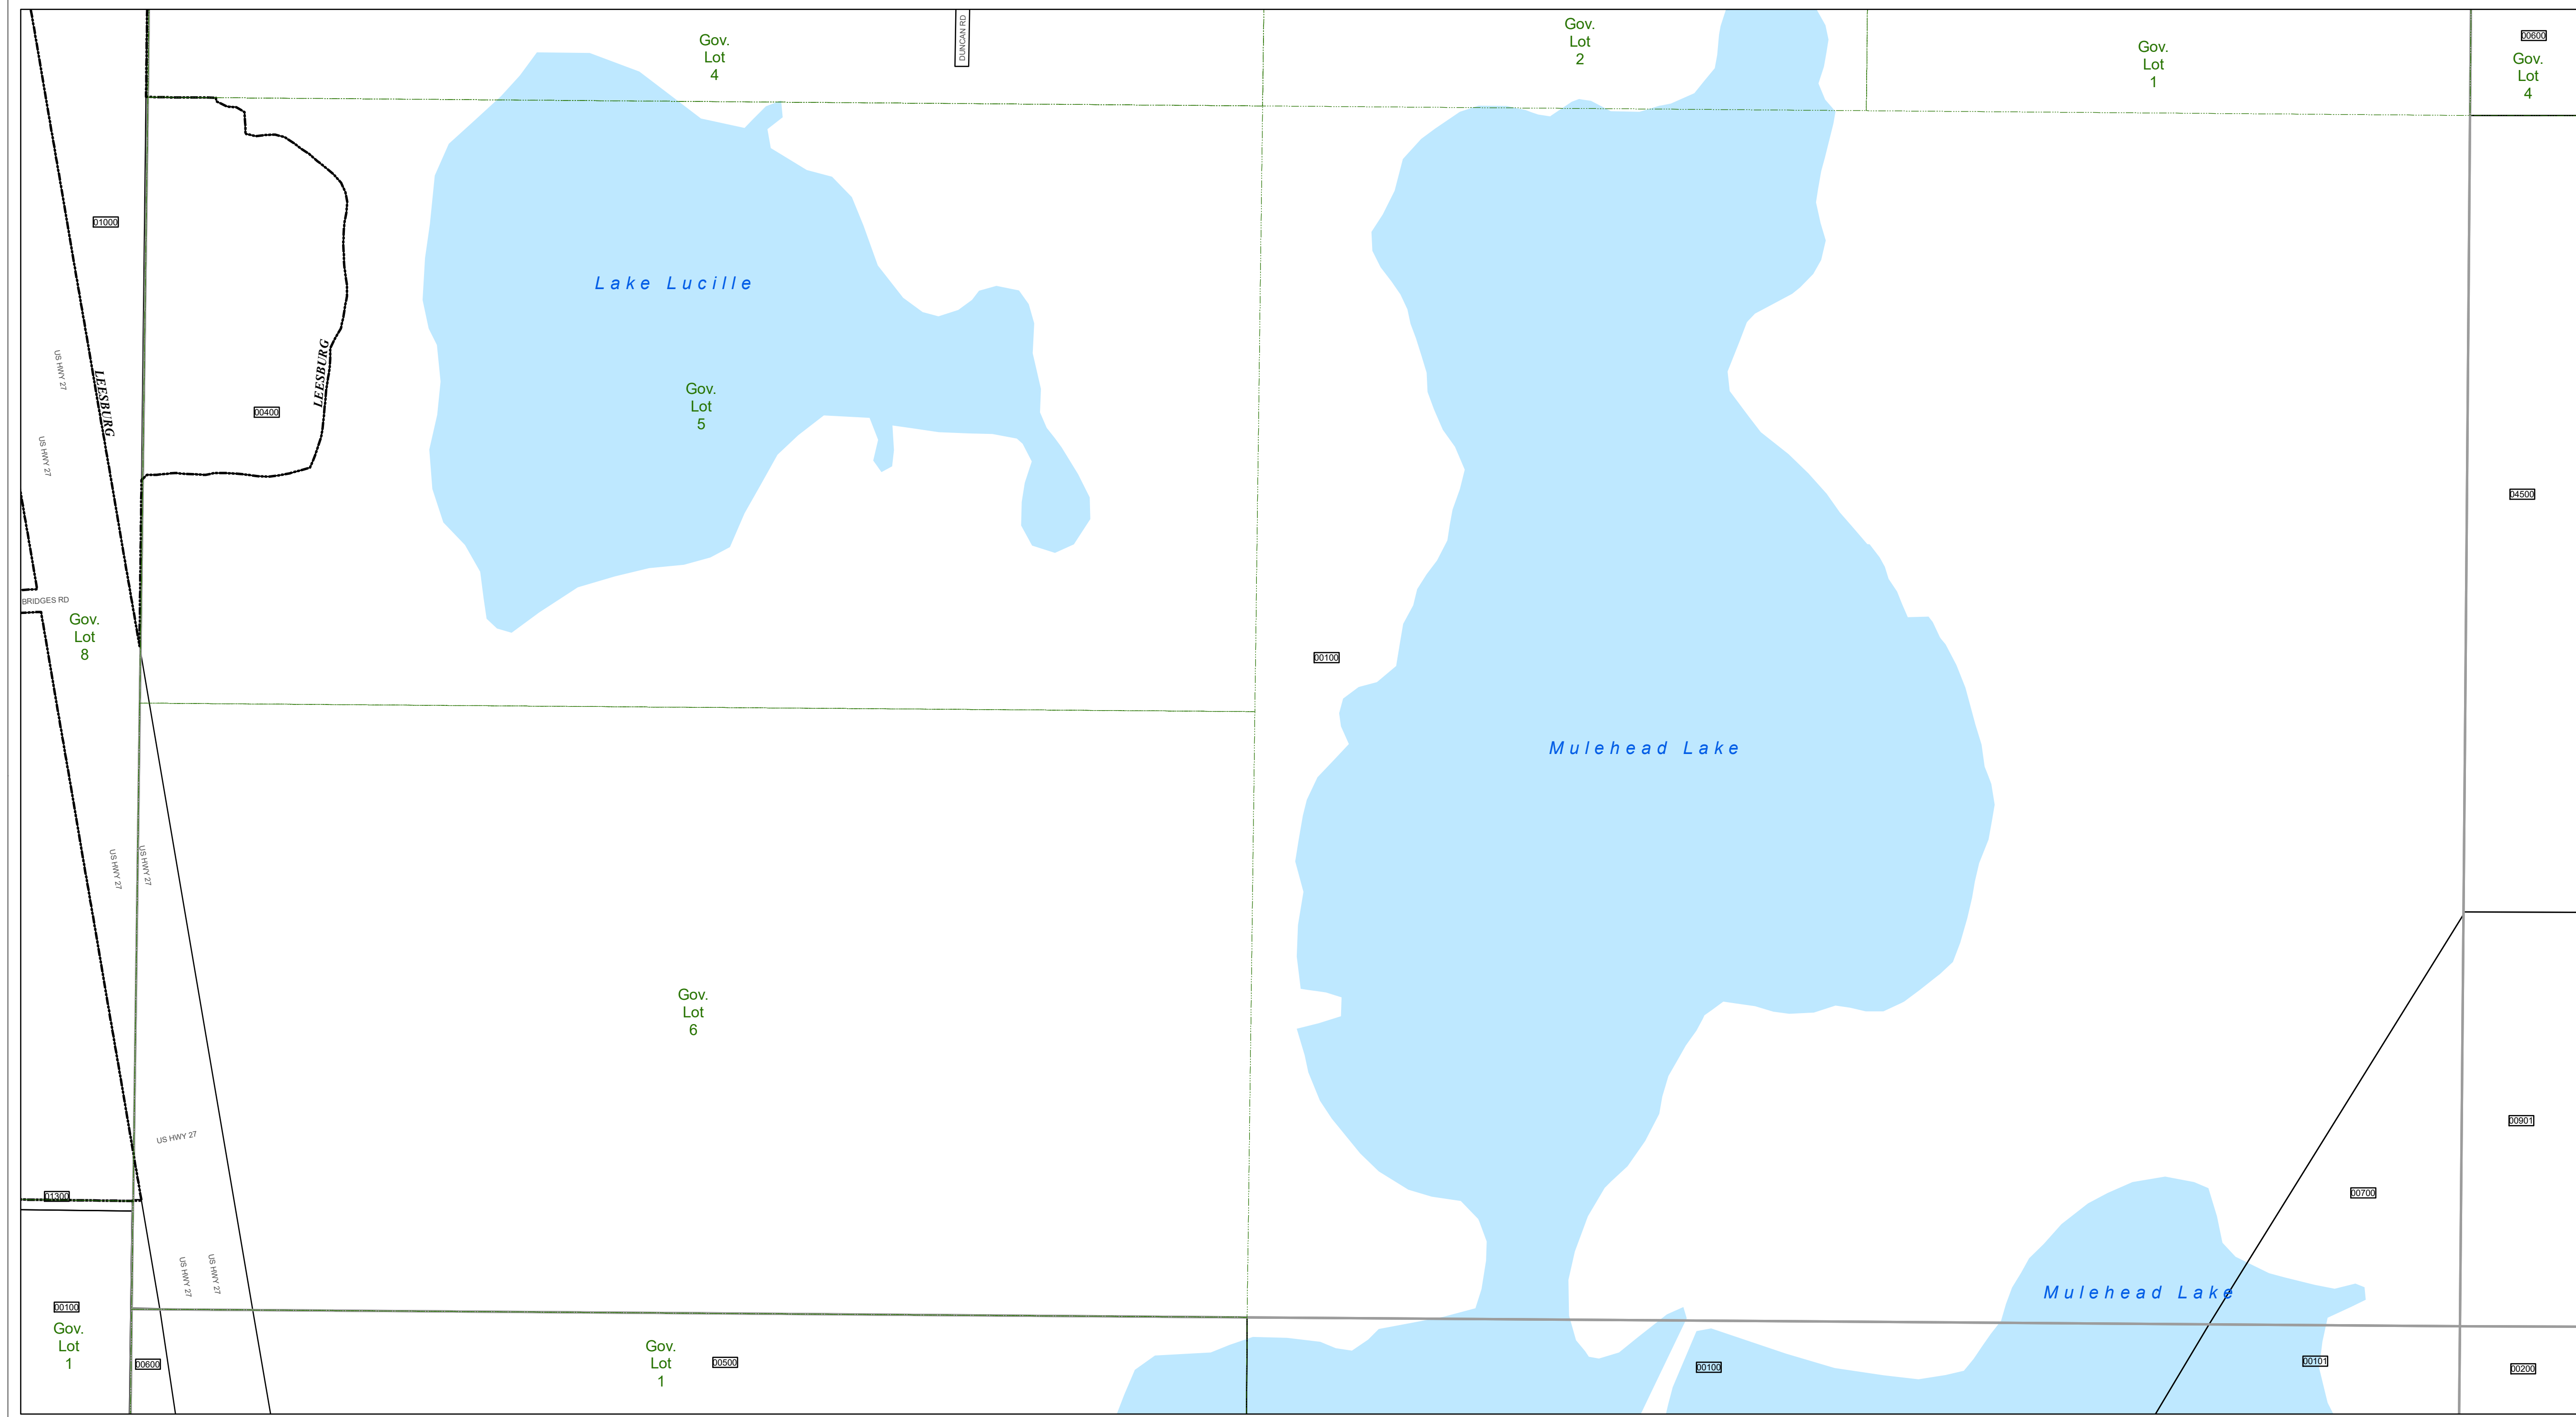 Gov.
Lot
4
DUNCAN RD
Gov.
Lot
2
Gov.
Lot
1
00600
Gov.
Lot
4
01000
Lake Lucille
US HWY 27
LEESBURG
LEESBURG
00400
Gov.
Lot
5
US HWY 27
04500
BRIDGES RD
Gov.
Lot
8
00100
Mulehead Lake
US HWY 27
US HWY 27
Gov.
Lot
6
00901
US HWY 27
01300
00700
US HWY 27
US HWY 27
Mulehead Lake
00100
Gov.
Lot
1
00600
Gov.
Lot
1
00500
00100
00101
00200